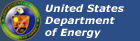 United States
Department
of Energy